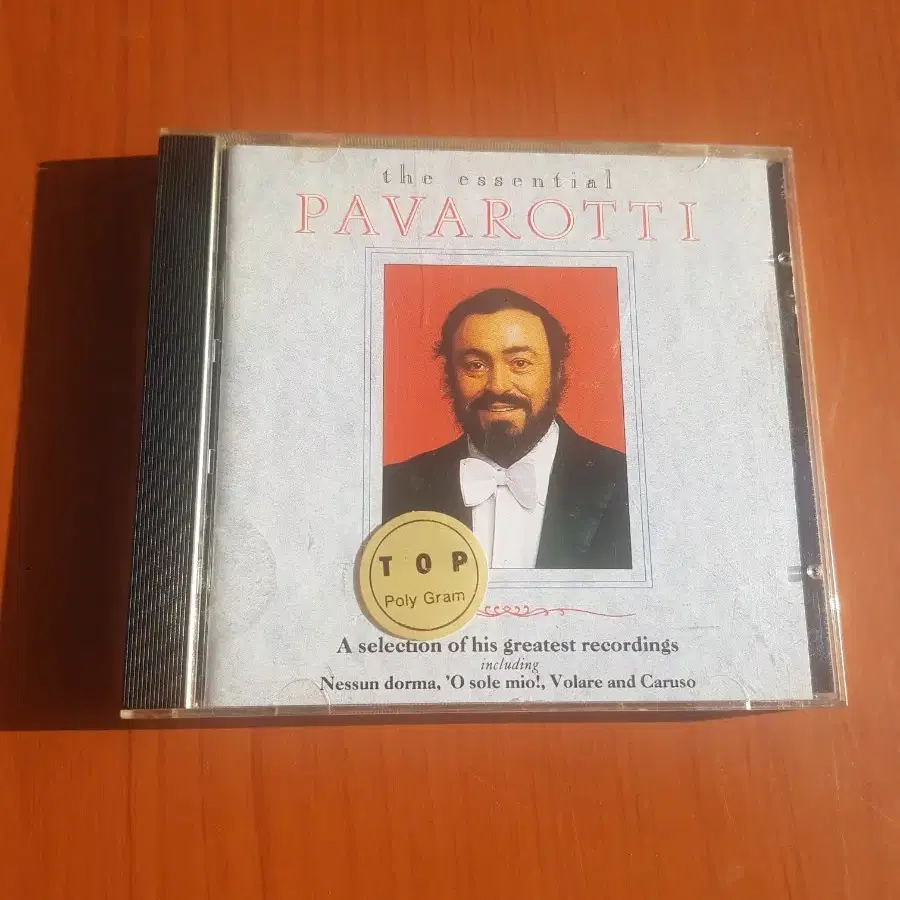 the essential
PAVAROTTI
TOP
Poly Gram
A selection of his greatest recordings
including
Nessun dorma, 'O sole mio!, Volare and Caruso